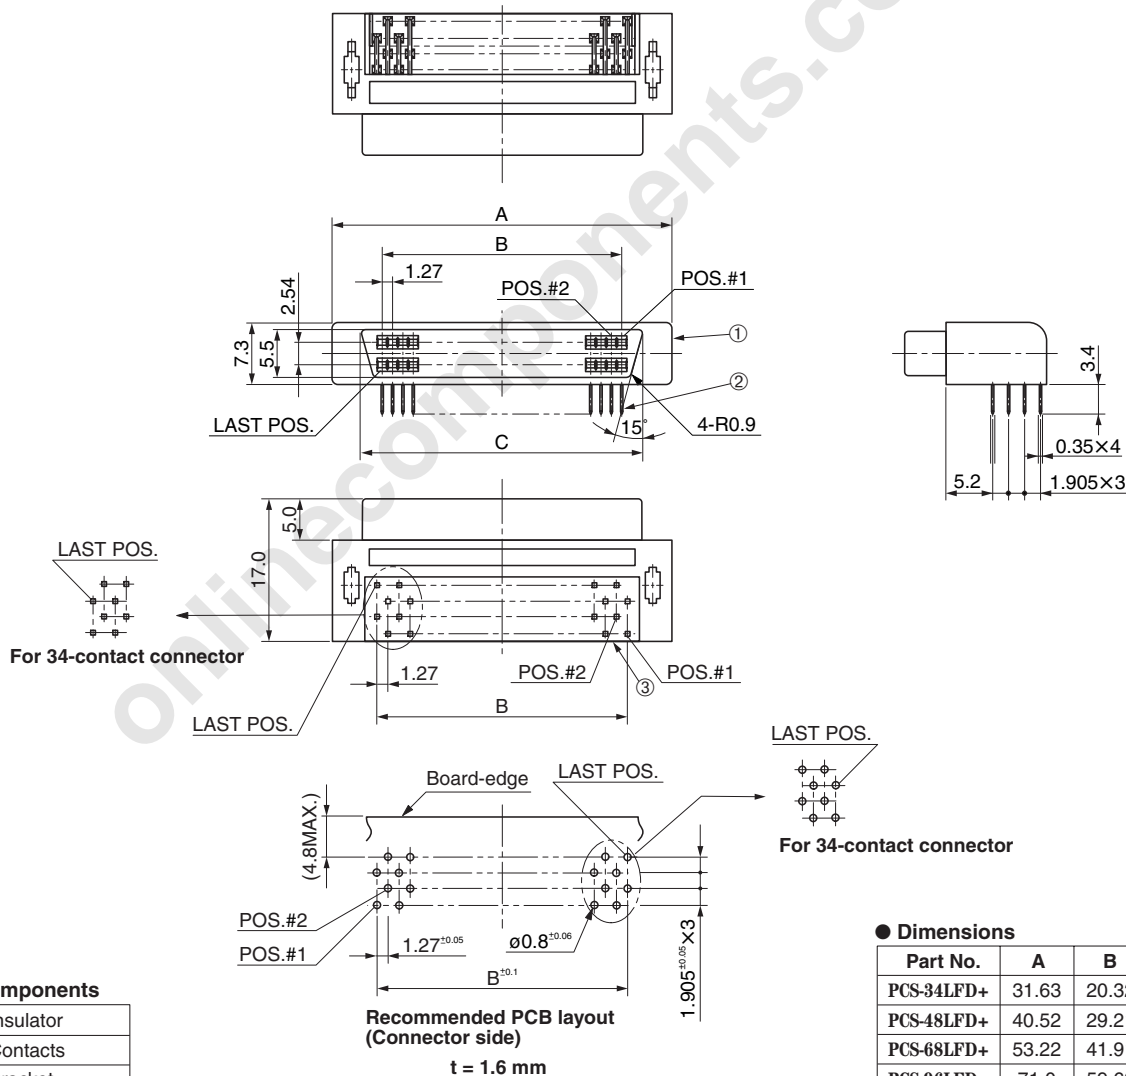 onlinecomponents.co
A
B
1.27
POS.#2
POS.#1
2.54
7.3
5.5
①
②
LAST POS.
15°
4-R0.9
C
3.4
0.35×4
5.2
1.905×3
5.0
17.0
LAST POS.
For 34-contact connector
1.27
POS.#2
③
POS.#1
B
LAST POS.
LAST POS.
Board-edge
LAST POS.
(4.8MAX.)
For 34-contact connector
POS.#2
POS.#1
1.27±0.05
ø0.8±0.06
B±0.1
1.905±0.05×3
Recommended PCB layout
(Connector side)
t = 1.6 mm
mponents
nsulator
ontacts
● Dimensions
Part No. A B
PCS-34LFD+ 31.63 20.32
PCS-48LFD+ 40.52 29.2
PCS-68LFD+ 53.22 41.9